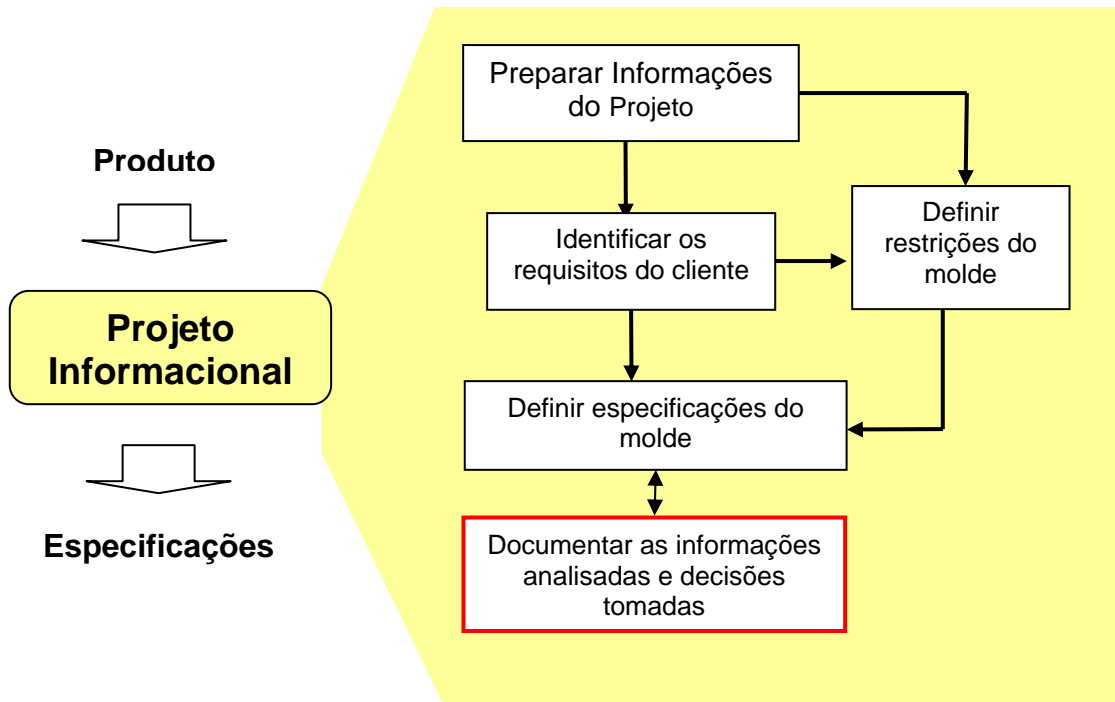 Produto
Projeto
Informacional
Especificações
Preparar Informações
do Projeto
Identificar os
requisitos do cliente
Definir
restrições do
molde
Definir especificações do
molde
Documentar as informações
analisadas e decisões
tomadas